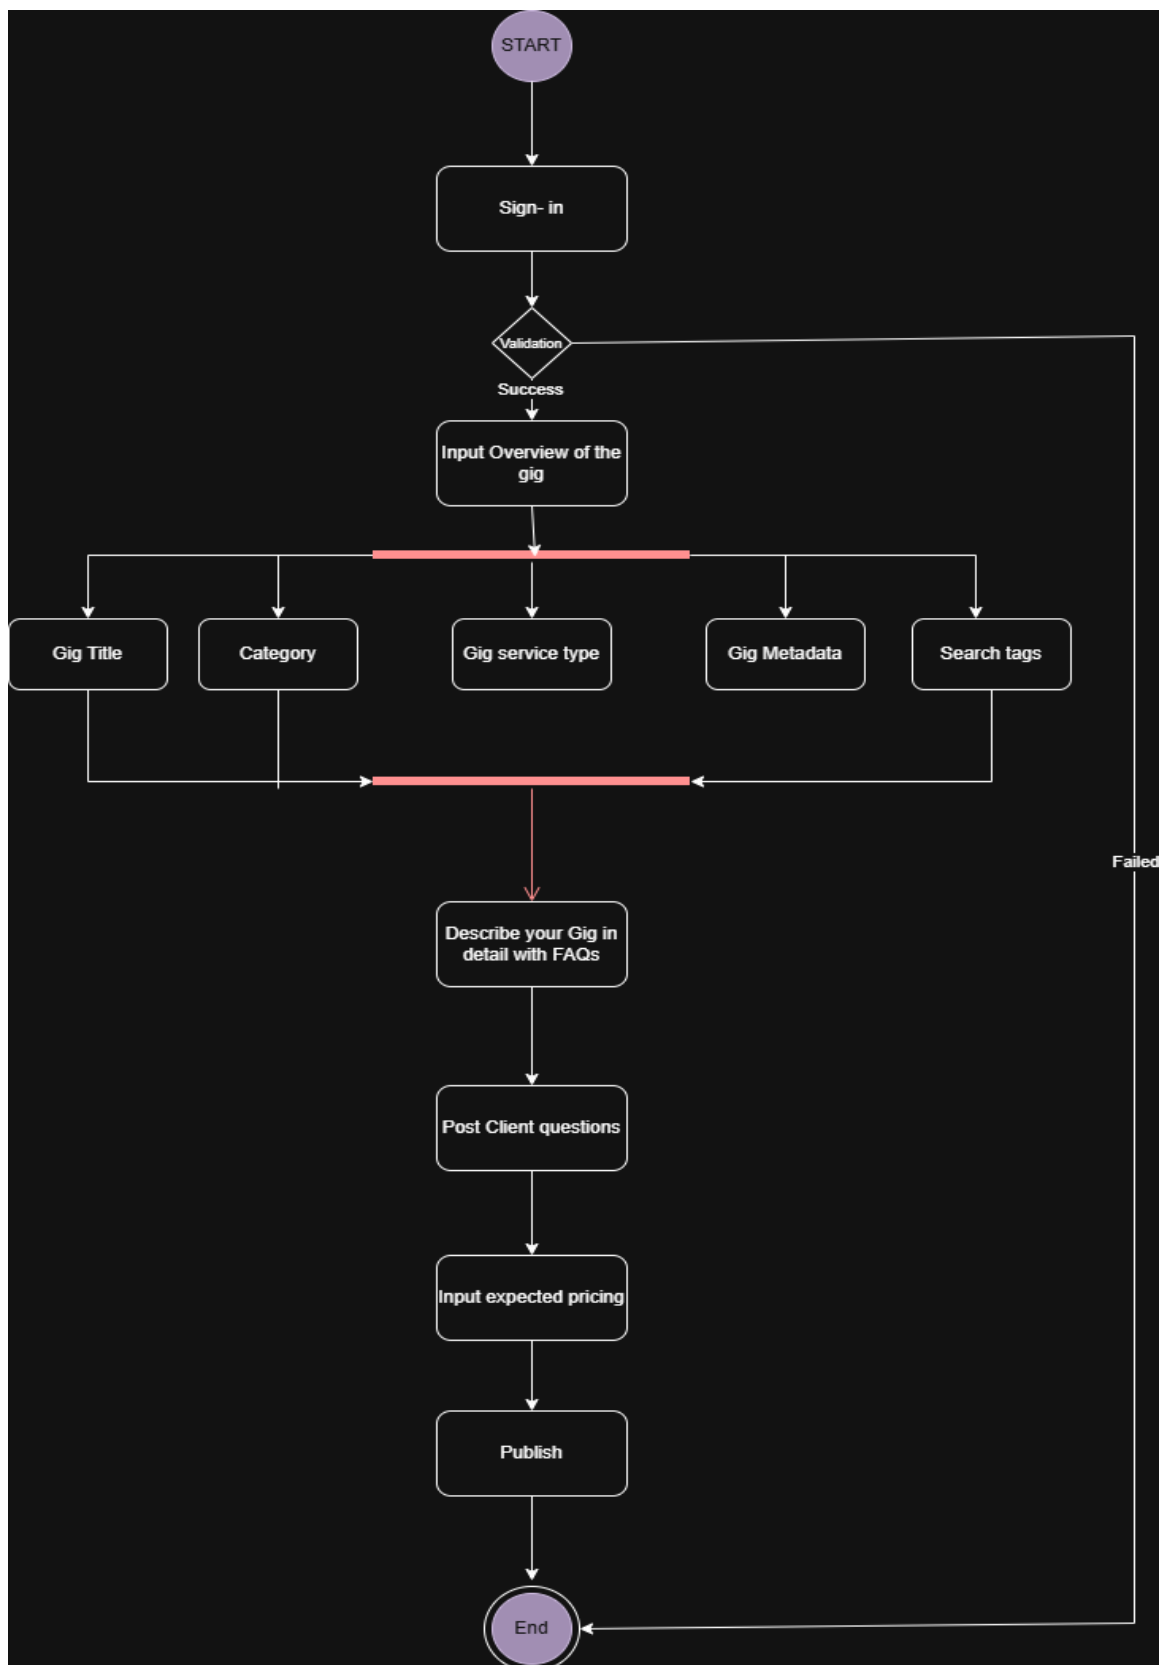 START
Sign- in
Validation
Success
Input Overview of the
gig
Gig Title
Category
Gig service type
Gig Metadata
Search tags
Failed
Describe your Gig in
detail with FAQs
Post Client questions
Input expected pricing
Publish
End